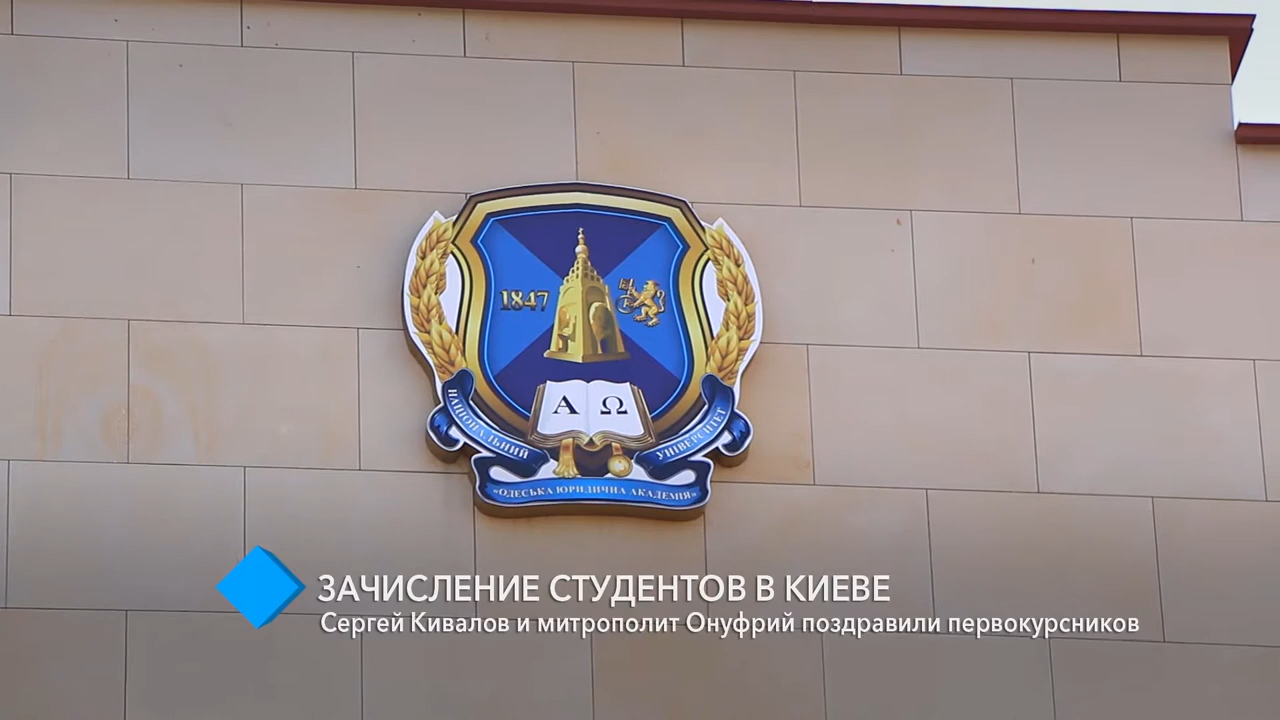 1847
Α Ω
НАЦІОНАЛЬНИЙ УНІВЕРСИТЕТ
«ОДЕСЬКА ЮРИДИЧНА АКАДЕМІЯ»
ЗАЧИСЛЕНИЕ СТУДЕНТОВ В КИЕВЕ
Сергей Кивалов и митрополит Онуфрий поздравили первокурсников